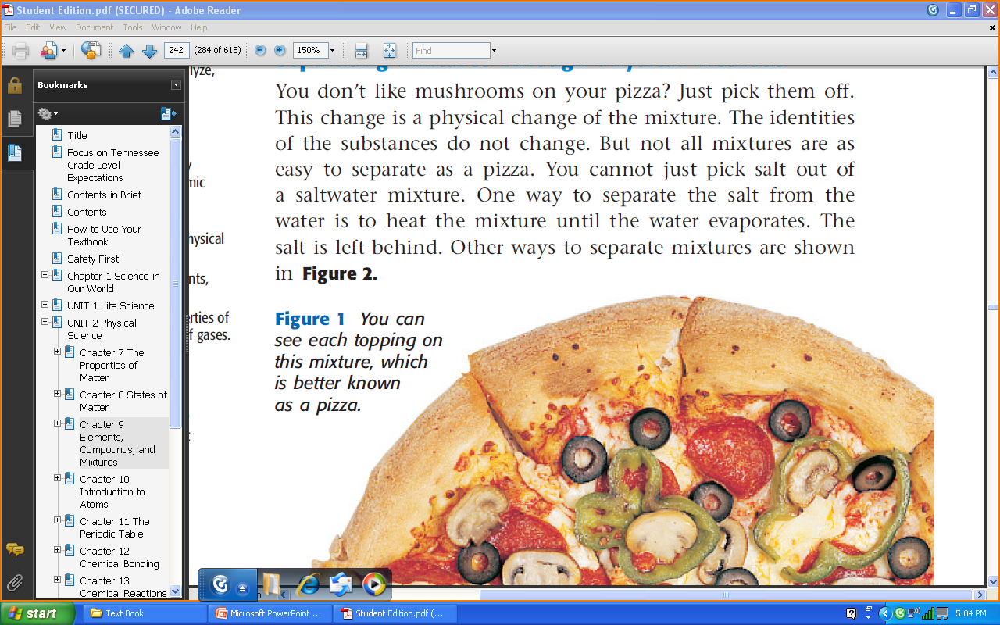 Student Edition.pdf (SECURED) - Adobe Reader
File Edit View Document Tools Window Help
242 (284 of 618) 150% Find
Bookmarks
Title
Focus on Tennessee
Grade Level
Expectations
Contents in Brief
Contents
How to Use Your
Textbook
Safety First!
Chapter 1 Science in
Our World
UNIT 1 Life Science
UNIT 2 Physical
Science
Chapter 7 The
Properties of
Matter
Chapter 8 States of
Matter
Chapter 9
Elements,
Compounds, and
Mixtures
Chapter 10
Introduction to
Atoms
Chapter 11 The
Periodic Table
Chapter 12
Chemical Bonding
Chapter 13
Chemical Reactions
lyze,
mic
hysical
nts,
erties of
f gases.
Separating Mixtures Through Physical Methods
You don't like mushrooms on your pizza? Just pick them off.
This change is a physical change of the mixture. The identities
of the substances do not change. But not all mixtures are as
easy to separate as a pizza. You cannot just pick salt out of
a saltwater mixture. One way to separate the salt from the
water is to heat the mixture until the water evaporates. The
salt is left behind. Other ways to separate mixtures are shown
in Figure 2.
Figure 1 You can
see each topping on
this mixture, which
is better known
as a pizza.
start Text Book Microsoft PowerPoint ... Student Edition.pdf (... 5:04 PM